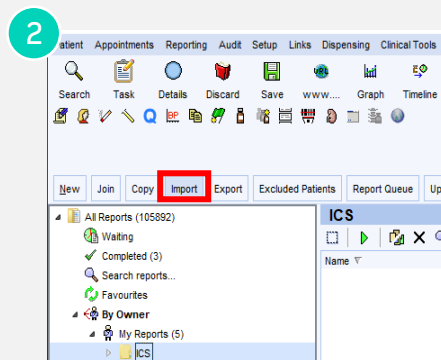 2
atient Appointments Reporting Audit Setup Links Dispensing Clinical Tools
Search Task Details Discard Save www.... Graph Timeline
New Join Copy Import Export Excluded Patients Report Queue Up
All Reports (105892)
Waiting
Completed (3)
Search reports...
Favourites
By Owner
My Reports (5)
ICS
ICS
Name